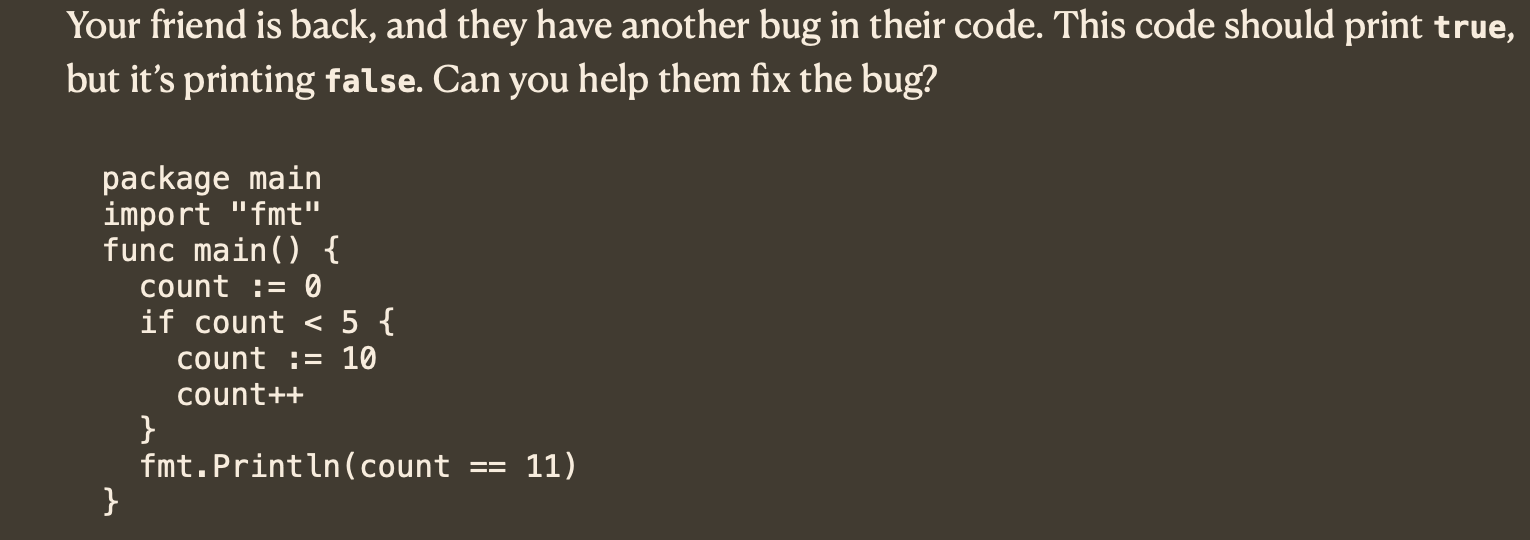 Your friend is back, and they have another bug in their code. This code should print true,
but it’s printing false. Can you help them fix the bug?
package main
import "fmt"
func main() {
  count := 0
  if count < 5 {
    count := 10
    count++
  }
  fmt.Println(count == 11)
}